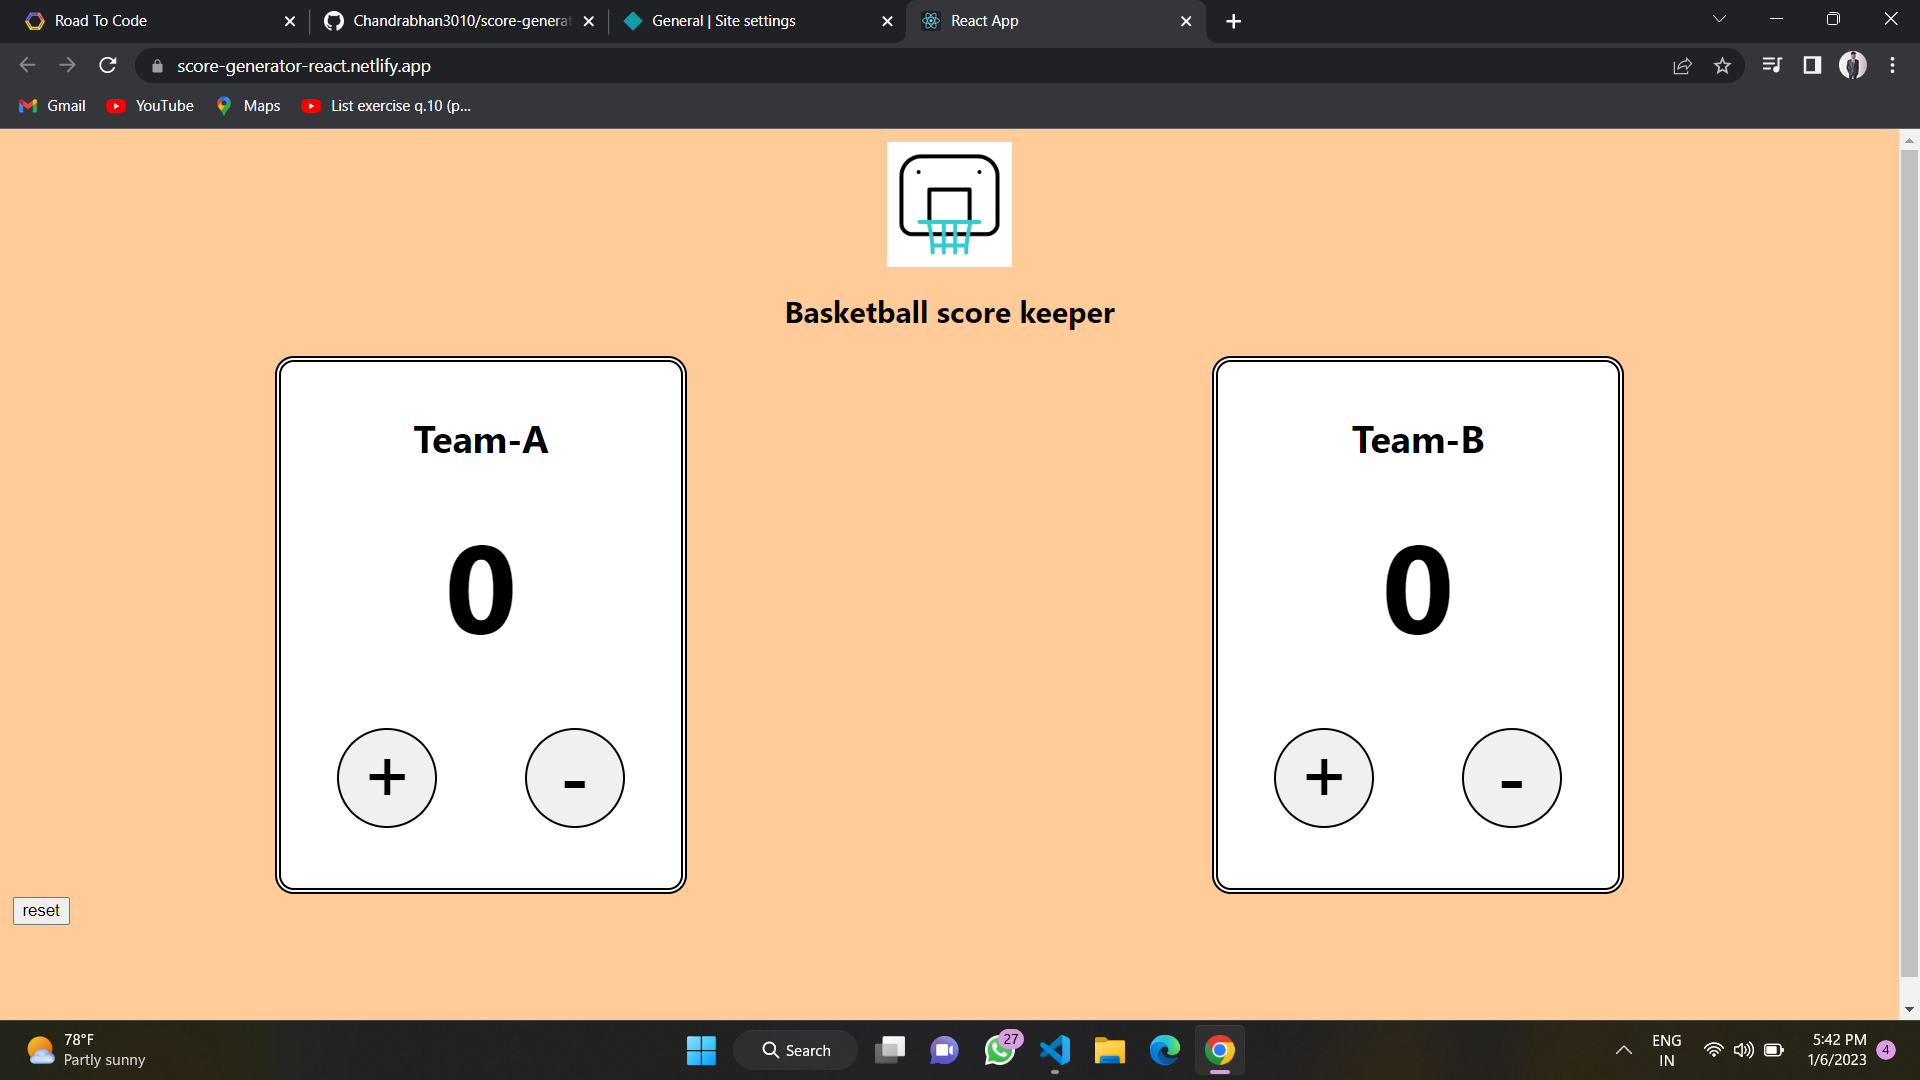 Road To Code
Chandrabhan3010/score-generat
General | Site settings
React App
score-generator-react.netlify.app
Gmail
YouTube
Maps
List exercise q.10 (p...
Basketball score keeper
Team-A
Team-B
0
0
+
-
+
-
reset
78°F
Partly sunny
Search
27
ENG
IN
5:42 PM
1/6/2023
4